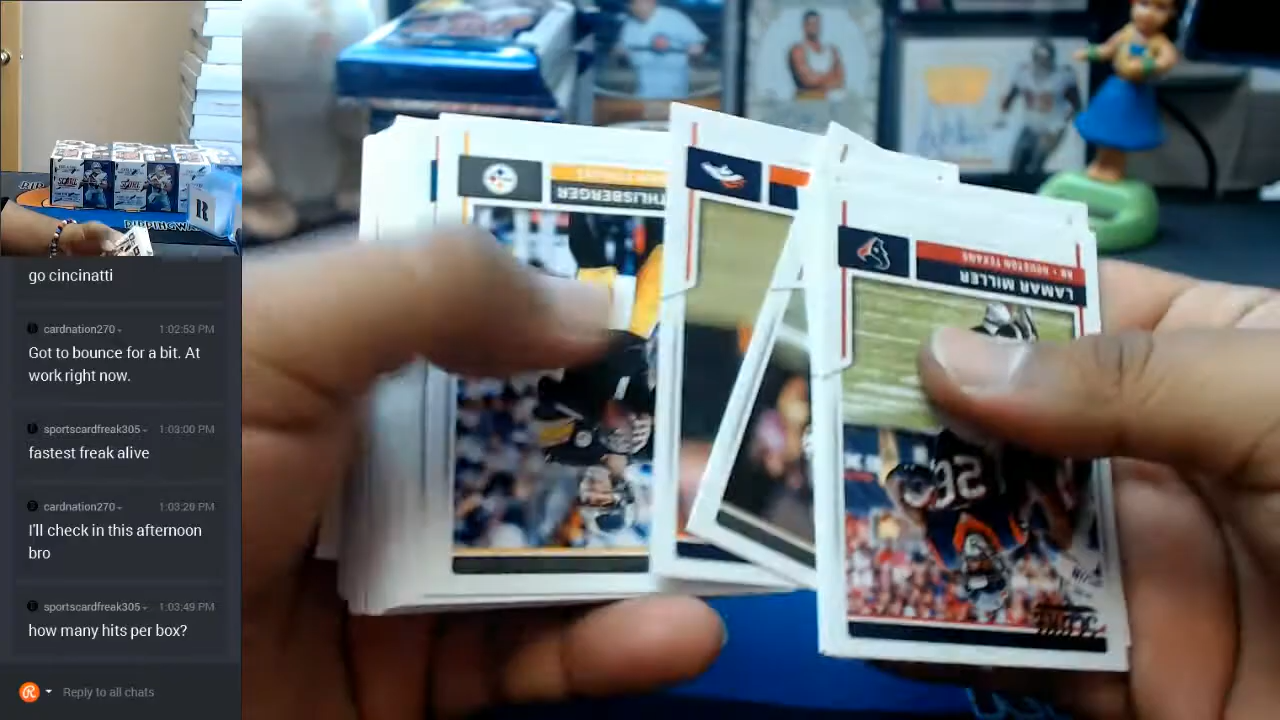 go cincinatti
cardnation270
1:02:53 PM
Got to bounce for a bit. At
work right now.
sportscardfreak305
1:03:00 PM
fastest freak alive
cardnation270
1:03:20 PM
I'll check in this afternoon
bro
sportscardfreak305
1:03:49 PM
how many hits per box?
Reply to all chats
THLISBERGER
RB • HOUSTON TEXANS
LAMAR MILLER
SCORE
R